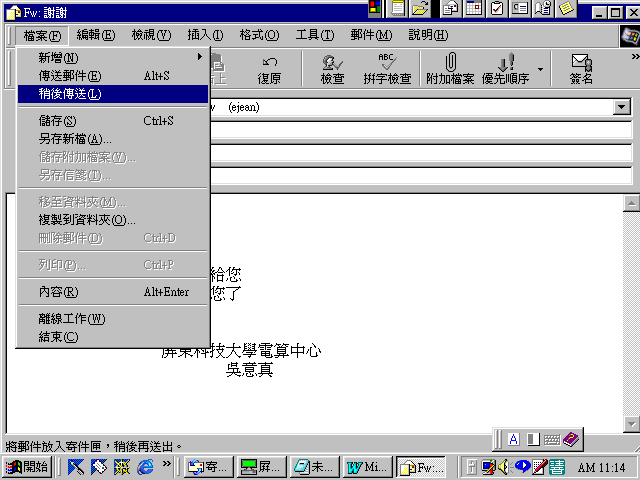 Fw: 謝謝
檔案(F) 編輯(E) 檢視(V) 插入(I) 格式(O) 工具(T) 郵件(M) 說明(H)
上 復原 檢查 拼字檢查 附加檔案 優先順序 簽名
新增(N)
傳送郵件(E) Alt+S
稍後傳送(L)
儲存(S) Ctrl+S
另存新檔(A)...
儲存附加檔案(V)...
另存信箋(T)...
移至資料夾(M)...
複製到資料夾(O)...
刪除郵件(D) Ctrl+D
列印(P)... Ctrl+P
內容(R) Alt+Enter
離線工作(W)
結束(C)
w (ejean)
給您
您了
屏東科技大學電算中心
吳意真
將郵件放入寄件匣，稍後再送出。
A
開始 寄... 屏... 未... Mi... Fw:... AM 11:14